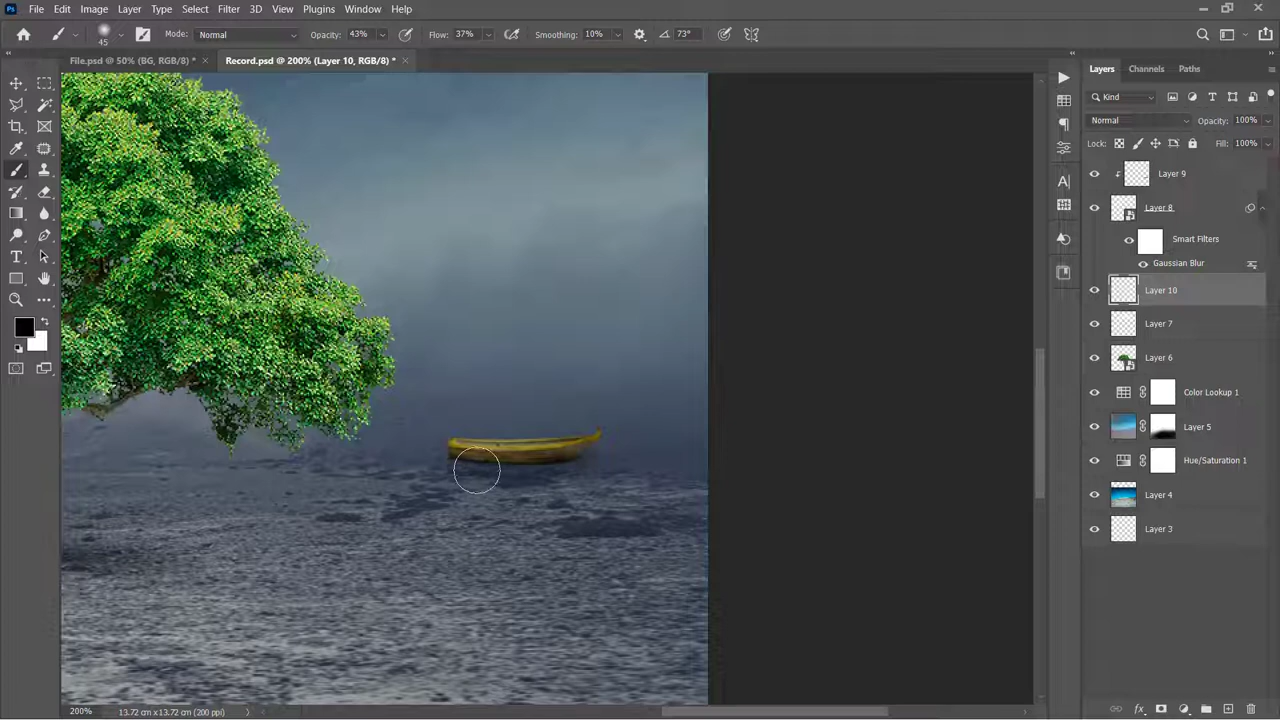 Ps File Edit Image Layer Type Select Filter 3D View Plugins Window Help
45 Mode: Normal Opacity: 43% Flow: 37% Smoothing: 10% 73°
File.psd @ 50% (BG, RGB/8) * × Record.psd @ 200% (Layer 10, RGB/8) * ×
Layers Channels Paths
Kind
Normal Opacity: 100%
Lock: Fill: 100%
Layer 9
Layer 8
Smart Filters
Gaussian Blur
Layer 10
Layer 7
Layer 6
Color Lookup 1
Layer 5
Hue/Saturation 1
Layer 4
Layer 3
200% 13.72 cm x 13.72 cm (200 ppi)